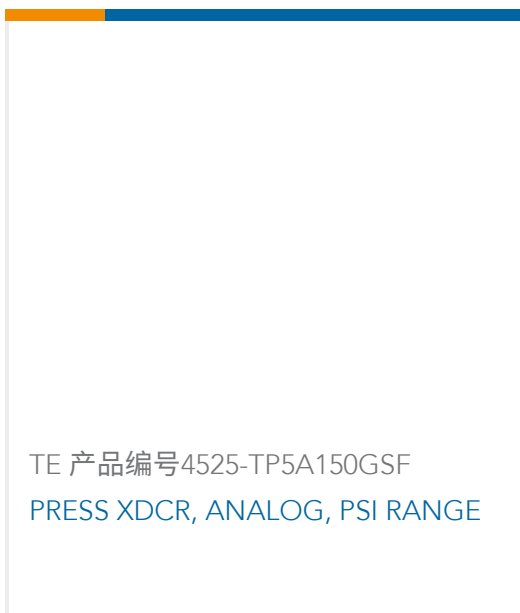 TE 产品编号4525-TP5A150GSF
PRESS XDCR, ANALOG, PSI RANGE